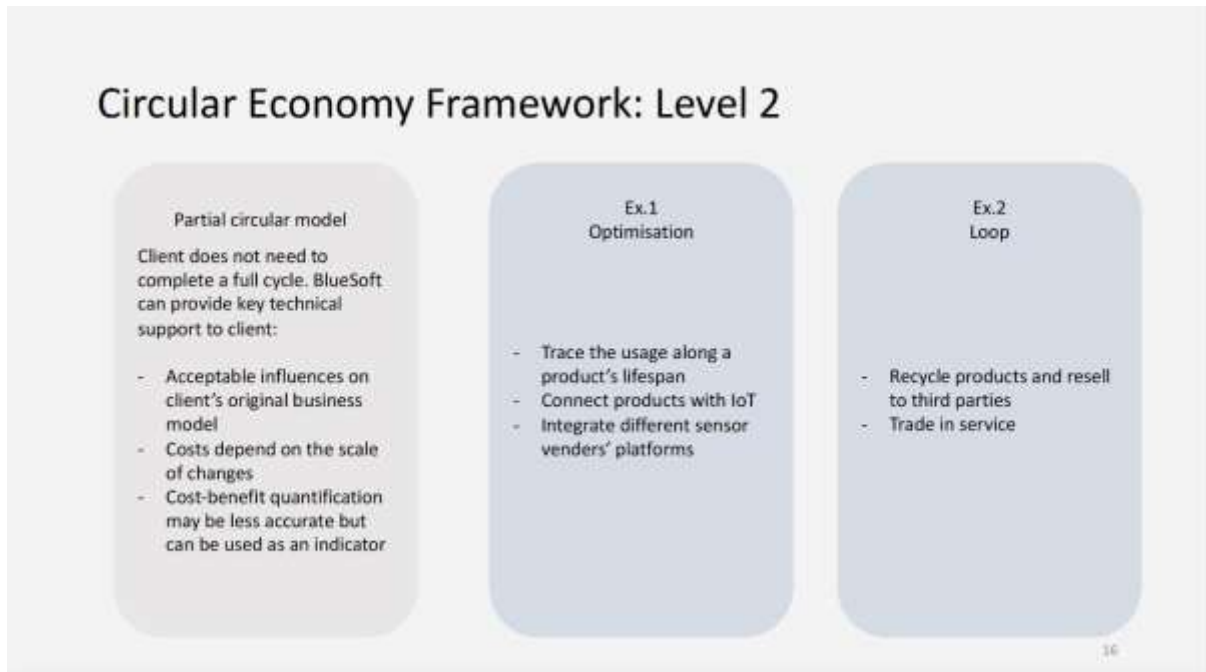 Circular Economy Framework: Level 2
Partial circular model
Client does not need to
complete a full cycle. BlueSoft
can provide key technical
support to client:
- Acceptable influences on
client's original business
model
- Costs depend on the scale
of changes
- Cost-benefit quantification
may be less accurate but
can be used as an indicator
Ex.1
Optimisation
- Trace the usage along a
product's lifespan
- Connect products with IoT
- Integrate different sensor
venders' platforms
Ex.2
Loop
- Recycle products and resell
to third parties
- Trade in service
16